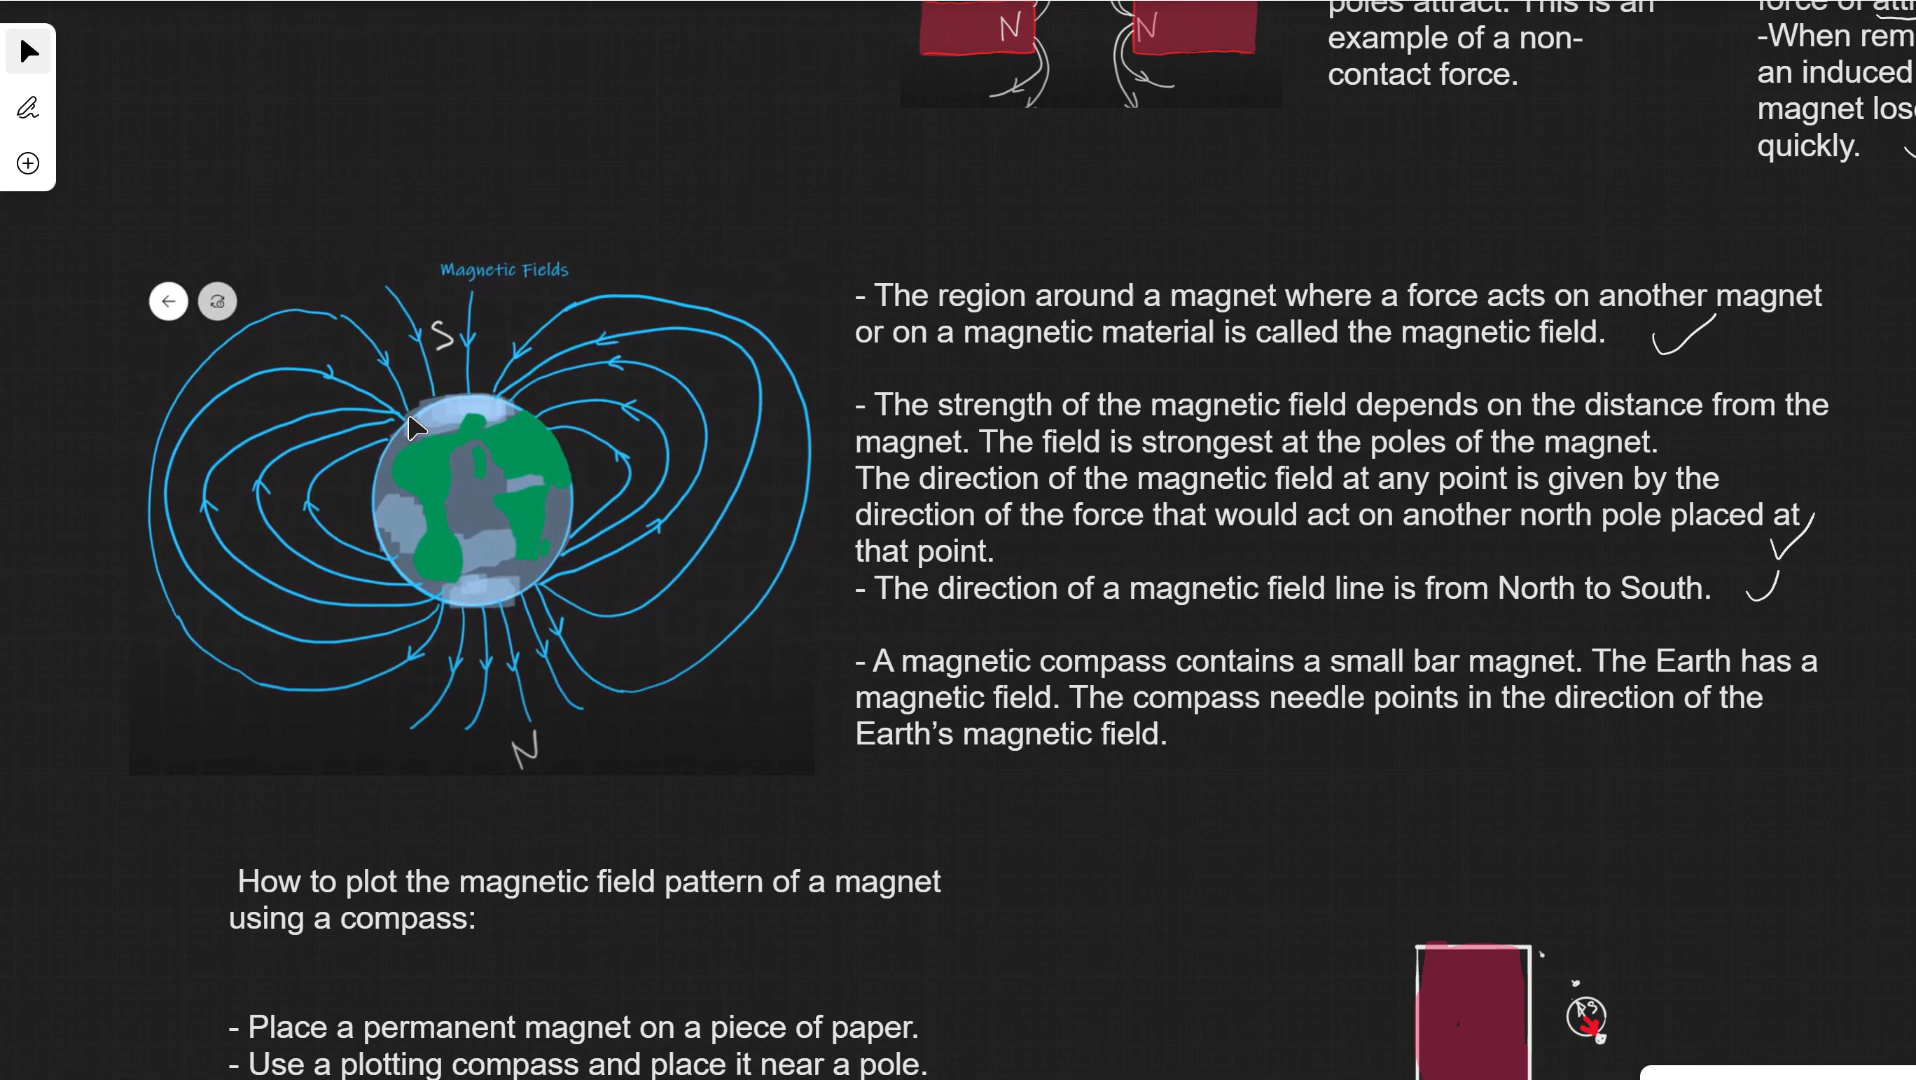 N
N
poles attract. This is an
example of a non-
contact force.
-When rem
an induced
magnet lose
quickly.
Magnetic Fields
S
N
- The region around a magnet where a force acts on another magnet
or on a magnetic material is called the magnetic field.
- The strength of the magnetic field depends on the distance from the
magnet. The field is strongest at the poles of the magnet.
The direction of the magnetic field at any point is given by the
direction of the force that would act on another north pole placed at
that point.
- The direction of a magnetic field line is from North to South.
- A magnetic compass contains a small bar magnet. The Earth has a
magnetic field. The compass needle points in the direction of the
Earth’s magnetic field.
How to plot the magnetic field pattern of a magnet
using a compass:
- Place a permanent magnet on a piece of paper.
- Use a plotting compass and place it near a pole.